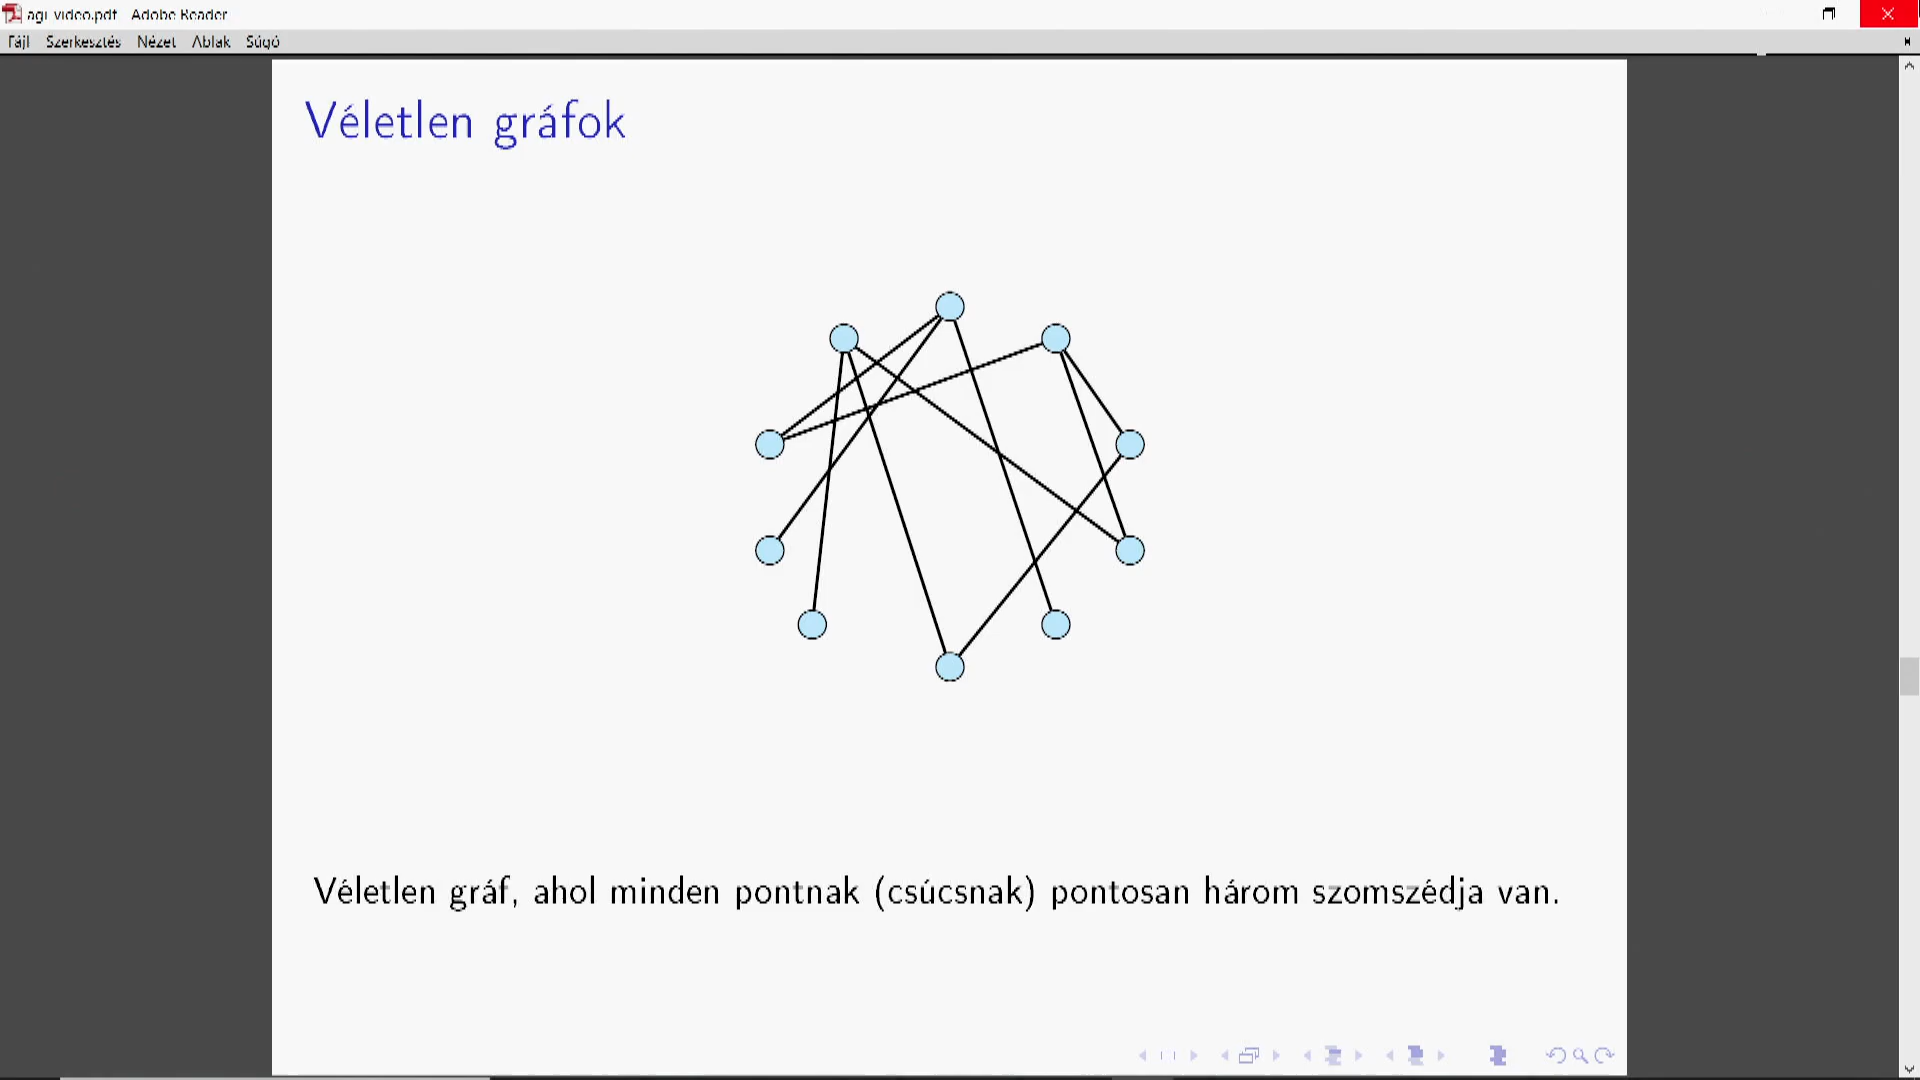 agi video.pdf - Adobe Reader
Fájl Szerkesztés Nézet Ablak Súgó
Véletlen gráfok
Véletlen gráf, ahol minden pontnak (csúcsnak) pontosan három szomszédja van.